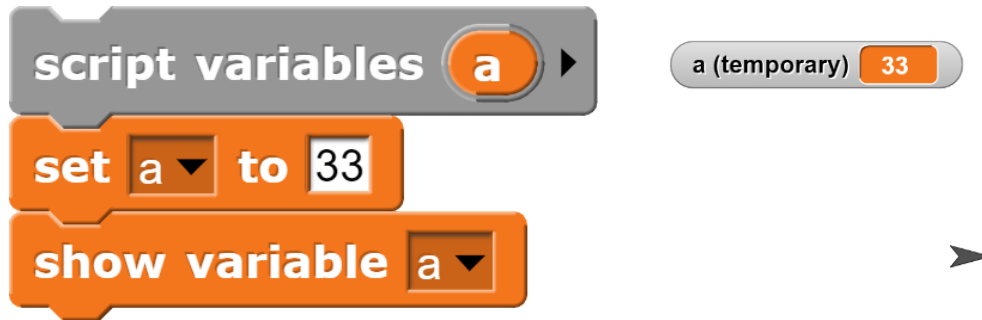 script variables a
a (temporary) 33
set a to 33
show variable a